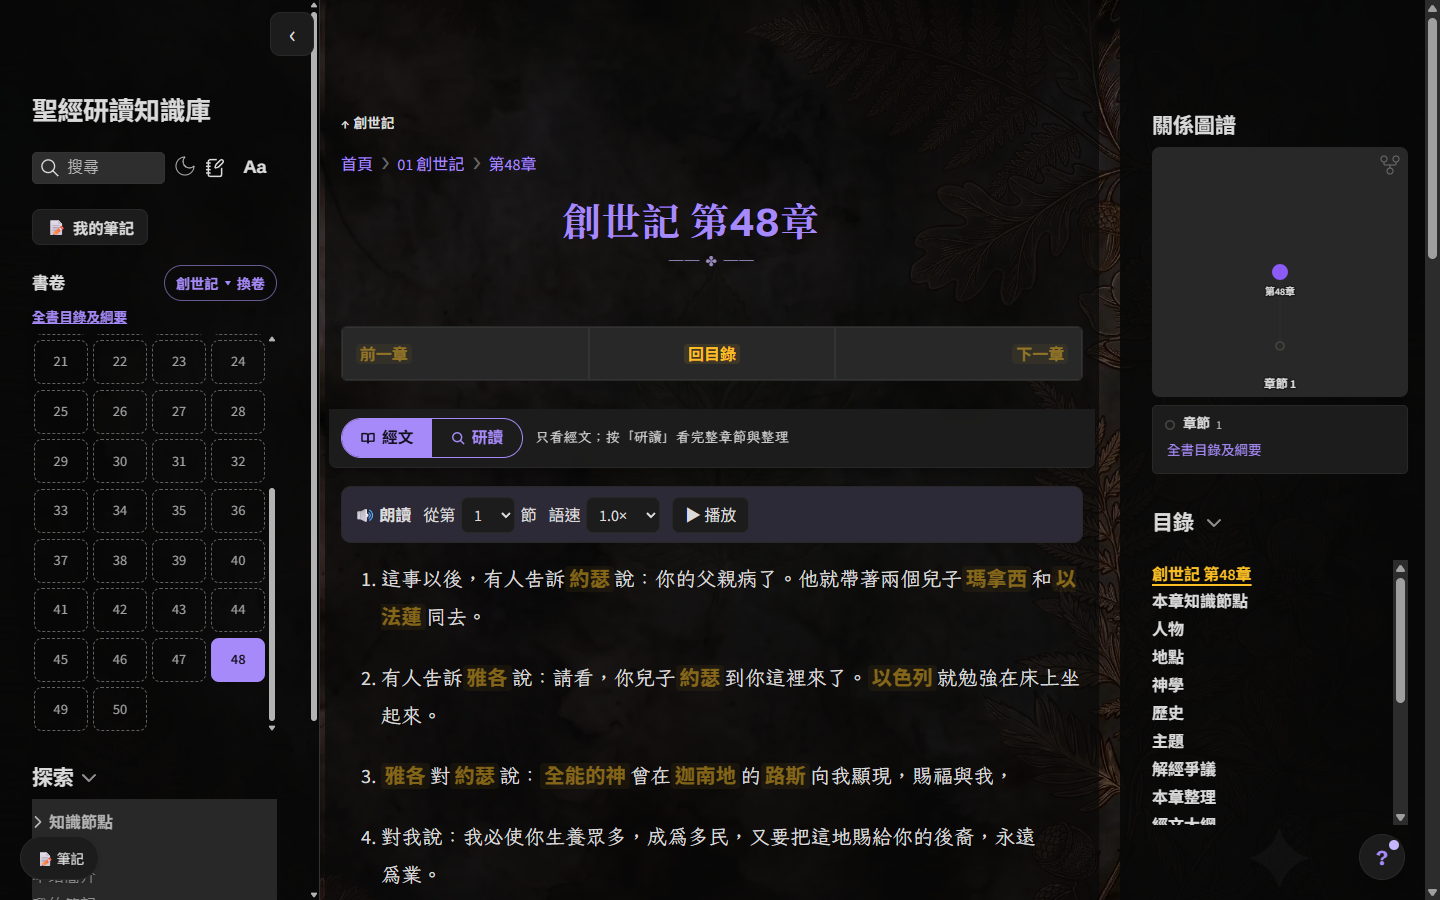 ‹
聖經研讀知識庫
搜尋
Aa
我的筆記
書卷
創世記 ▾ 換卷
全書目錄及綱要
21 22 23 24
25 26 27 28
29 30 31 32
33 34 35 36
37 38 39 40
41 42 43 44
45 46 47 48
49 50
探索
知識節點
筆記
↑ 創世記
首頁 > 01 創世記 > 第48章
創世記 第48章
前一章 回目錄 下一章
經文 研讀 只看經文；按「研讀」看完整章節與整理
朗讀 從第 1 節 語速 1.0× ▶ 播放
1. 這事以後，有人告訴 約瑟 說：你的父親病了。他就帶著兩個兒子 瑪拿西 和 以
法蓮 同去。
2. 有人告訴 雅各 說：請看，你兒子 約瑟 到你這裡來了。以色列 就勉強在床上坐
起來。
3. 雅各 對 約瑟 說：全能的神 曾在 迦南地 的 路斯 向我顯現，賜福與我，
4. 對我說：我必使你生養眾多，成為多民，又要把這地賜給你的後裔，永遠
為業。
關係圖譜
第48章
章節 1
章節 1
全書目錄及綱要
目錄
創世記 第48章
本章知識節點
人物
地點
神學
歷史
主題
解經爭議
本章整理
?